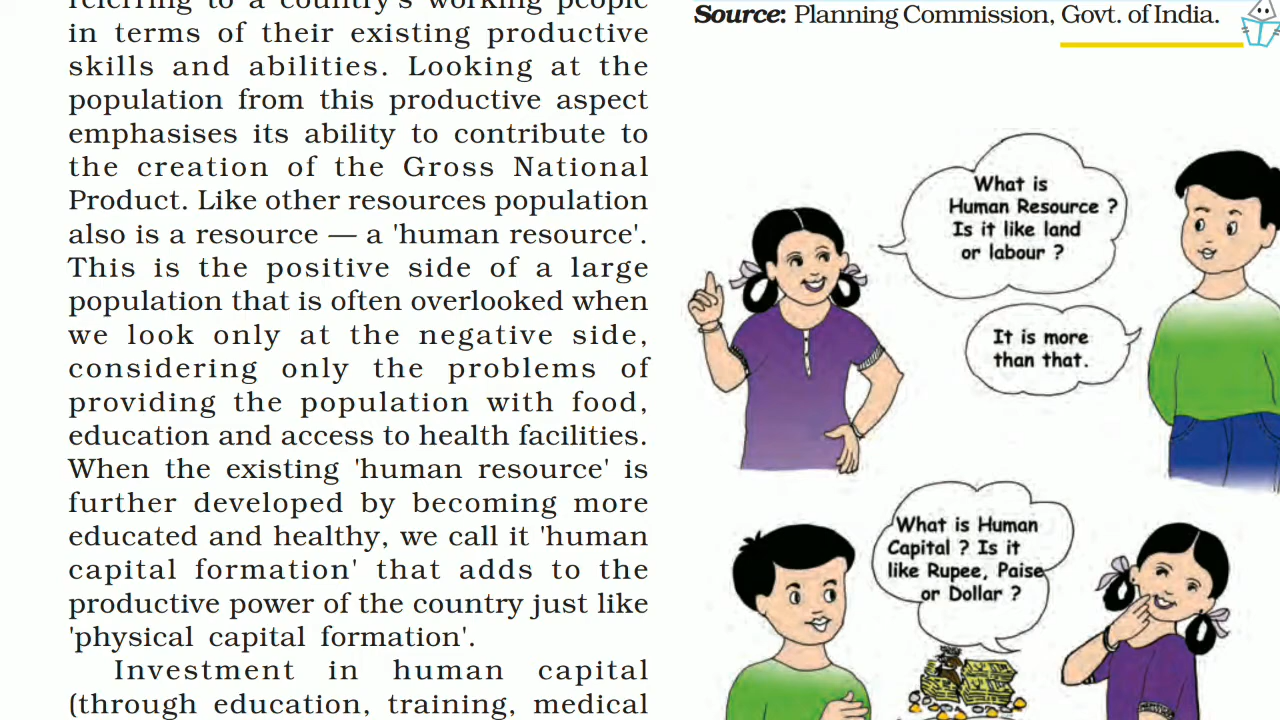 referring to a country's working people
in terms of their existing productive
skills and abilities. Looking at the
population from this productive aspect
emphasises its ability to contribute to
the creation of the Gross National
Product. Like other resources population
also is a resource — a 'human resource'.
This is the positive side of a large
population that is often overlooked when
we look only at the negative side,
considering only the problems of
providing the population with food,
education and access to health facilities.
When the existing 'human resource' is
further developed by becoming more
educated and healthy, we call it 'human
capital formation' that adds to the
productive power of the country just like
'physical capital formation'.
Investment in human capital
(through education, training, medical
Source: Planning Commission, Govt. of India.
What is
Human Resource ?
Is it like land
or labour ?
It is more
than that.
What is Human
Capital ? Is it
like Rupee, Paise
or Dollar ?